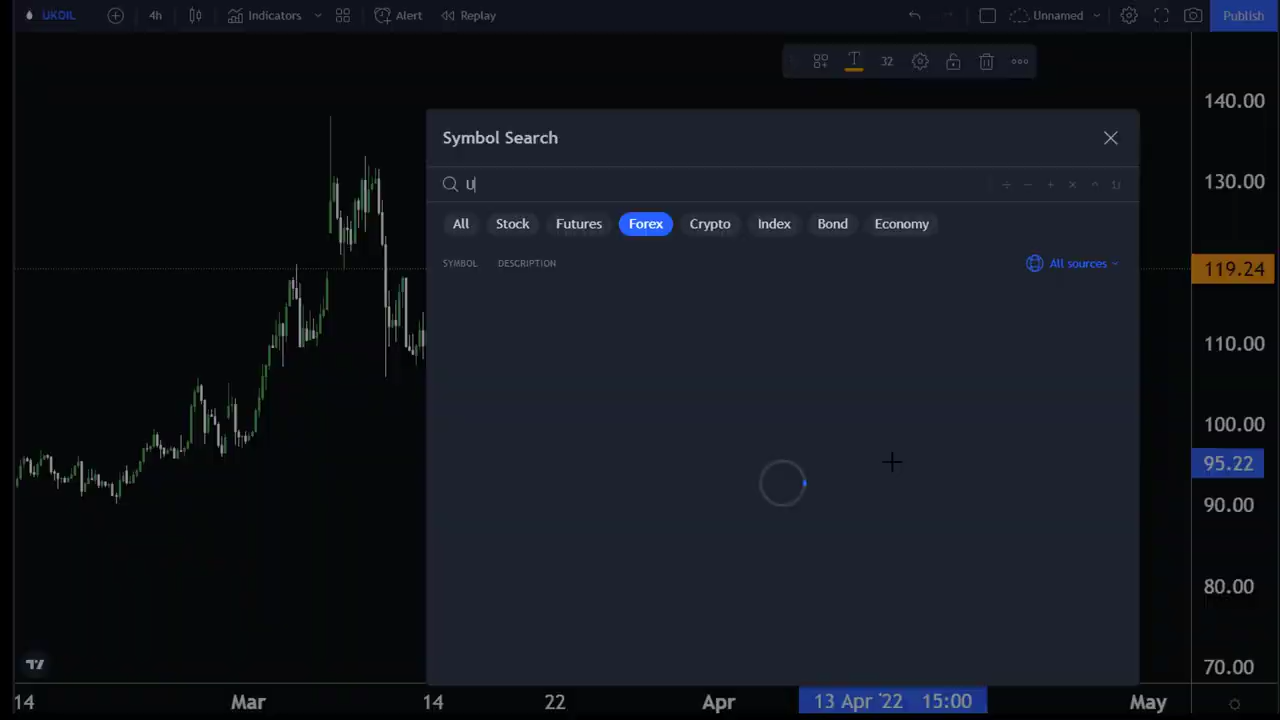 UKOIL 4h Indicators Alert Replay Unnamed Publish
32
Symbol Search
U
All Stock Futures Forex Crypto Index Bond Economy
SYMBOL DESCRIPTION All sources
140.00
130.00
119.24
110.00
100.00
95.22
90.00
80.00
70.00
14 Mar 14 22 Apr 13 Apr '22 15:00 May